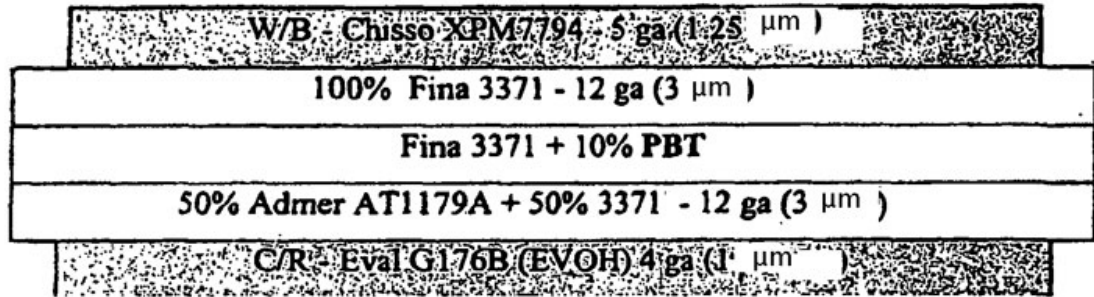 W/B - Chisso XPM7794 - 5 ga (1 25 μm )
100% Fina 3371 - 12 ga (3 μm )
Fina 3371 + 10% PBT
50% Admer AT1179A + 50% 3371 - 12 ga (3 μm )
C/R - Eval G176B (EVOH) 4 ga (1 μm )